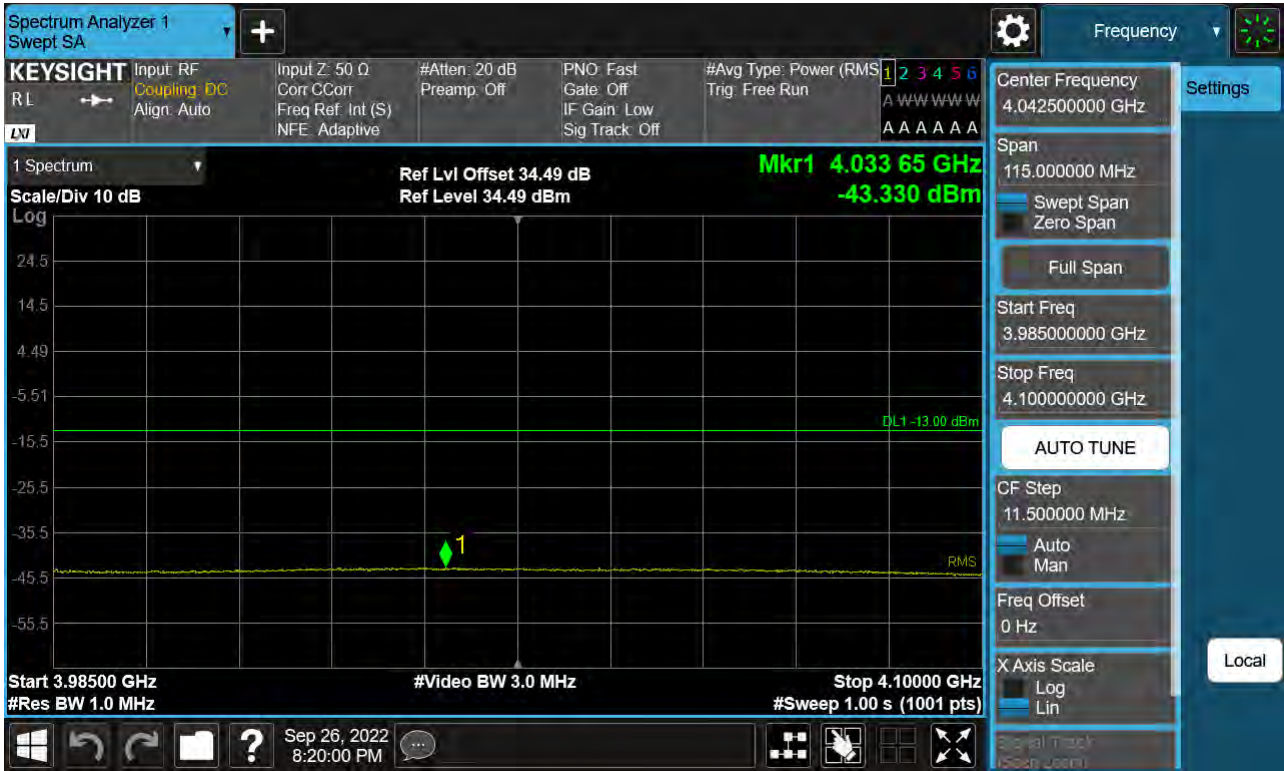 Spectrum Analyzer 1
Swept SA
+
Frequency
KEYSIGHT
RL
LXI
Input: RF
Coupling: DC
Align: Auto
Input Z: 50 Ω
Corr CCorr
Freq Ref: Int (S)
NFE: Adaptive
#Atten: 20 dB
Preamp: Off
PNO: Fast
Gate: Off
IF Gain: Low
Sig Track: Off
#Avg Type: Power (RMS
Trig: Free Run
1 2 3 4 5 6
A W W W W W
A A A A A A
1 Spectrum
Scale/Div 10 dB
Log
Ref Lvl Offset 34.49 dB
Ref Level 34.49 dBm
Mkr1 4.033 65 GHz
-43.330 dBm
24.5
14.5
4.49
-5.51
DL1 -13.00 dBm
-15.5
-25.5
-35.5
1
RMS
-45.5
-55.5
Start 3.98500 GHz
#Res BW 1.0 MHz
#Video BW 3.0 MHz
Stop 4.10000 GHz
#Sweep 1.00 s (1001 pts)
Center Frequency
4.042500000 GHz
Settings
Span
115.000000 MHz
Swept Span
Zero Span
Full Span
Start Freq
3.985000000 GHz
Stop Freq
4.100000000 GHz
AUTO TUNE
CF Step
11.500000 MHz
Auto
Man
Freq Offset
0 Hz
X Axis Scale
Log
Lin
Signal Track
(Span Zoom)
Local
?
Sep 26, 2022
8:20:00 PM